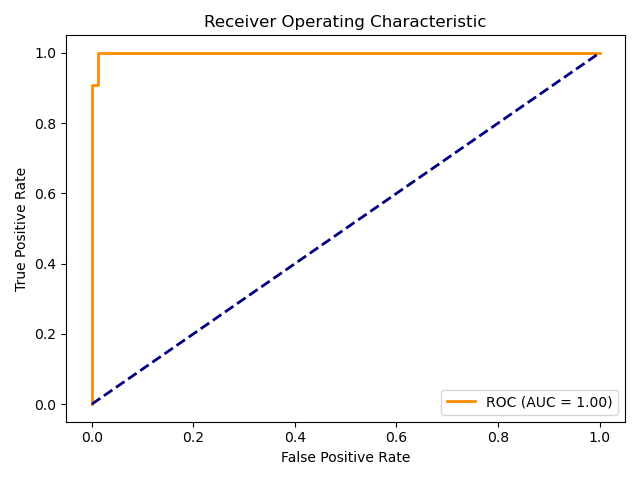 Receiver Operating Characteristic
1.0
0.8
0.6
0.4
0.2
0.0
True Positive Rate
0.0 0.2 0.4 0.6 0.8 1.0
False Positive Rate
ROC (AUC = 1.00)